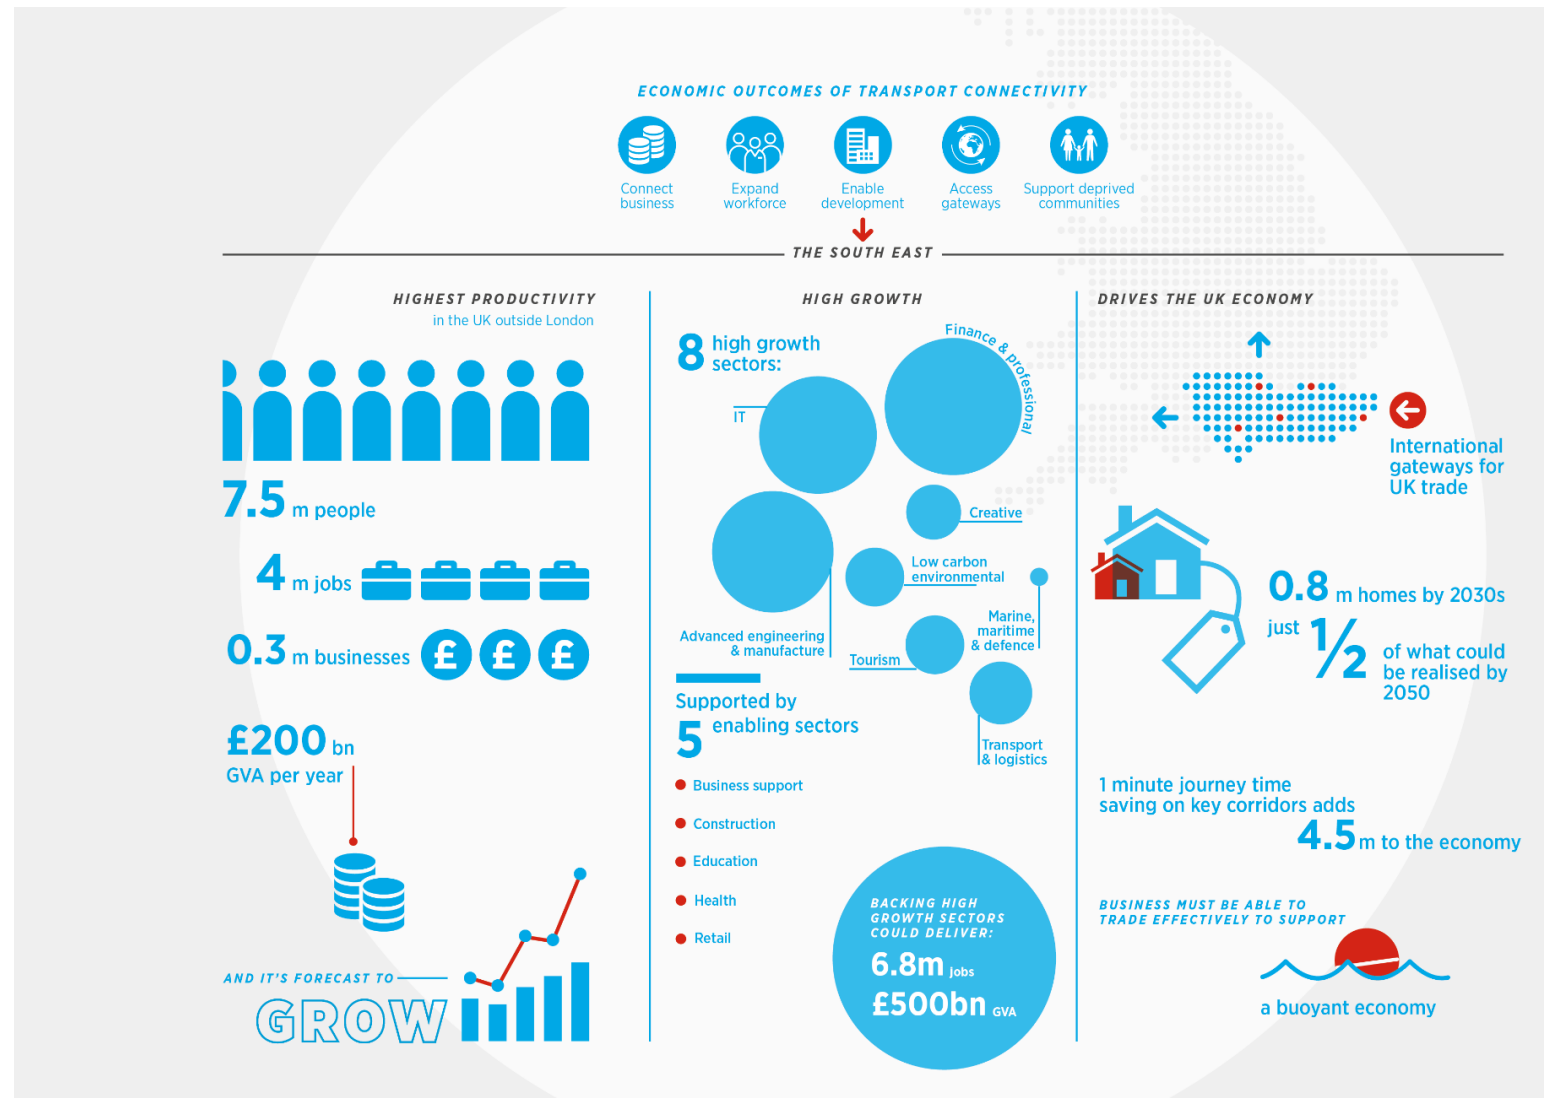 ECONOMIC OUTCOMES OF TRANSPORT CONNECTIVITY
Connect
business
Expand
workforce
Enable
development
Access
gateways
Support deprived
communities
THE SOUTH EAST
HIGHEST PRODUCTIVITY
in the UK outside London
7.5 m people
4 m jobs
0.3 m businesses
£ £ £
£200 bn
GVA per year
AND IT'S FORECAST TO
GROW
HIGH GROWTH
8 high growth
sectors:
Finance & professional
IT
Creative
Low carbon
environmental
Advanced engineering
& manufacture
Marine,
maritime
& defence
Tourism
Transport
& logistics
Supported by
5 enabling sectors
Business support
Construction
Education
Health
Retail
BACKING HIGH
GROWTH SECTORS
COULD DELIVER:
6.8m jobs
£500bn GVA
DRIVES THE UK ECONOMY
International
gateways for
UK trade
0.8 m homes by 2030s
just ½ of what could
be realised by
2050
1 minute journey time
saving on key corridors adds
4.5 m to the economy
BUSINESS MUST BE ABLE TO
TRADE EFFECTIVELY TO SUPPORT
a buoyant economy